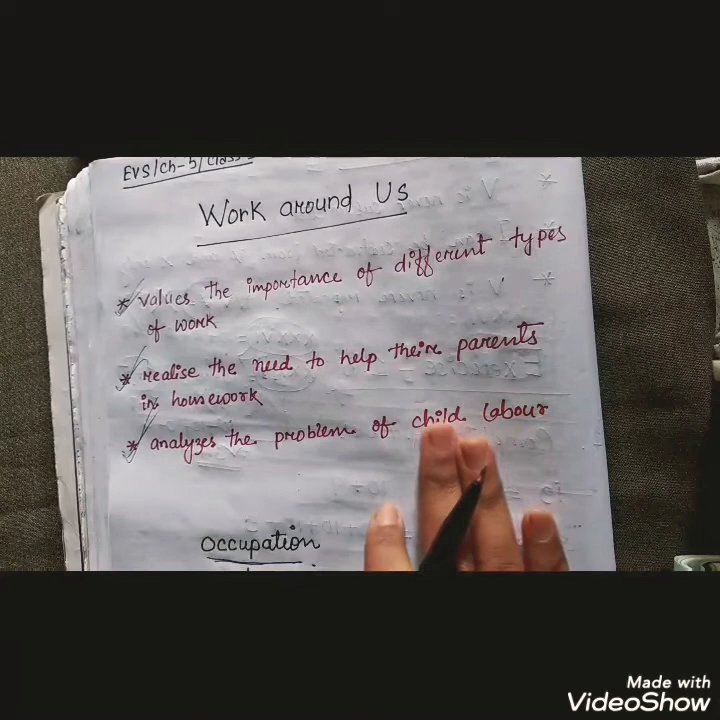 EVS/Ch-5/Class-
Work around Us
* values the importance of different types
of work
* realise the need to help their parents
in housework
* analyzes the problem of child labour
Occupation
Made with
VideoShow